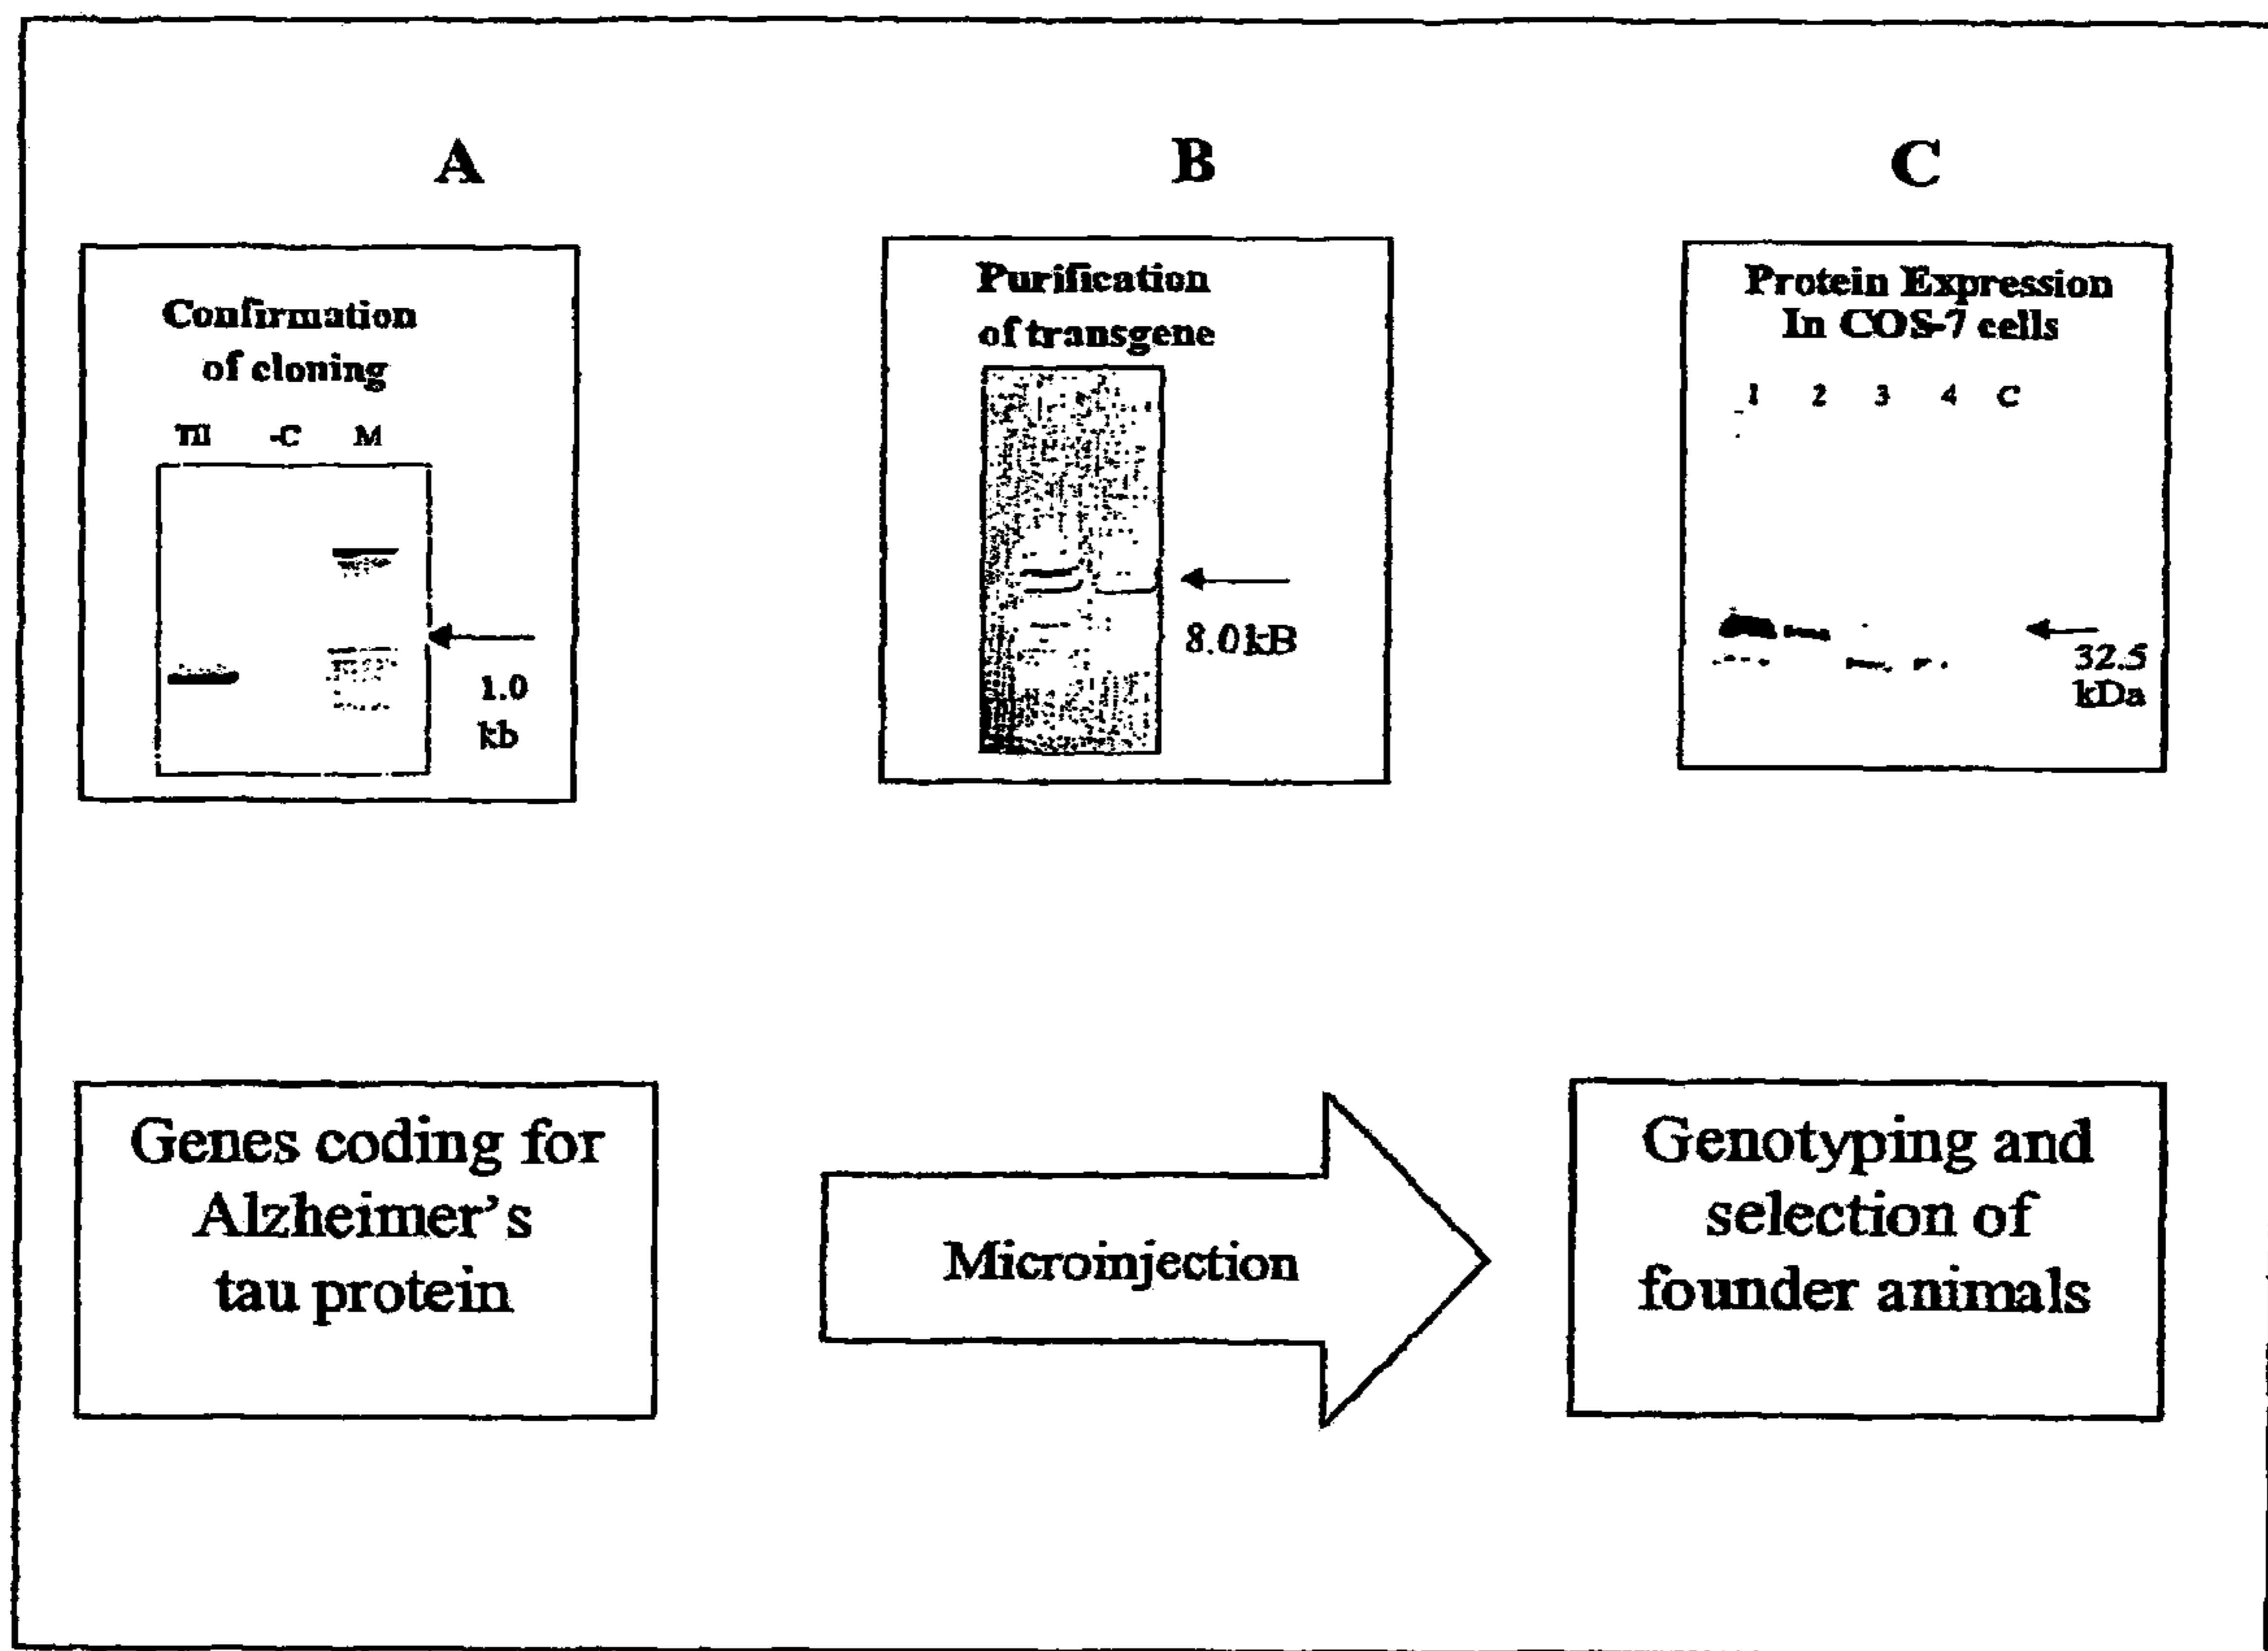 A
B
C
Confirmation
of cloning
-C
M
1.0
kb
Purification
of transgene
8.0kB
Protein Expression
In COS-7 cells
1 2 3 4 C
32.5
kDa
Genes coding for
Alzheimer's
tau protein
Microinjection
Genotyping and
selection of
founder animals